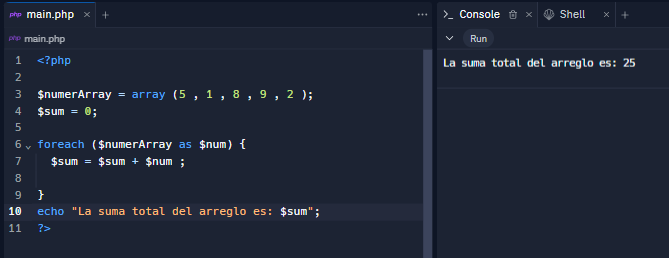 php main.php × +
php main.php
1 <?php
2
3 $numerArray = array (5 , 1 , 8 , 9 , 2 );
4 $sum = 0;
5
6 foreach ($numerArray as $num) {
7 $sum = $sum + $num ;
8
9 }
10 echo "La suma total del arreglo es: $sum";
11 ?>
>_ Console × Shell × +
Run
La suma total del arreglo es: 25